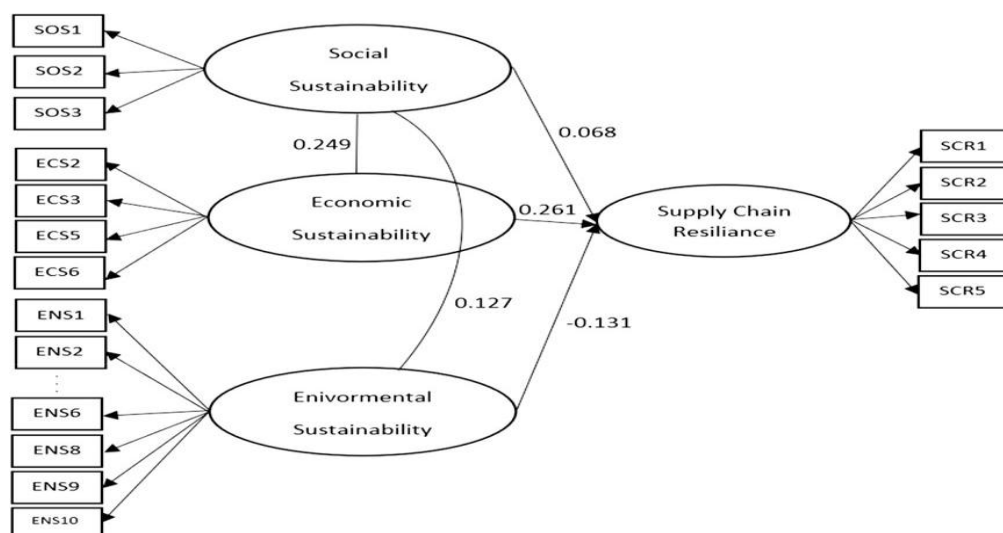 SOS1
SOS2
SOS3
ECS2
ECS3
ECS5
ECS6
ENS1
ENS2
ENS6
ENS8
ENS9
ENS10
Social
Sustainability
0.249
Economic
Sustainability
0.127
Enivormental
Sustainability
0.068
0.261
-0.131
Supply Chain
Resiliance
SCR1
SCR2
SCR3
SCR4
SCR5